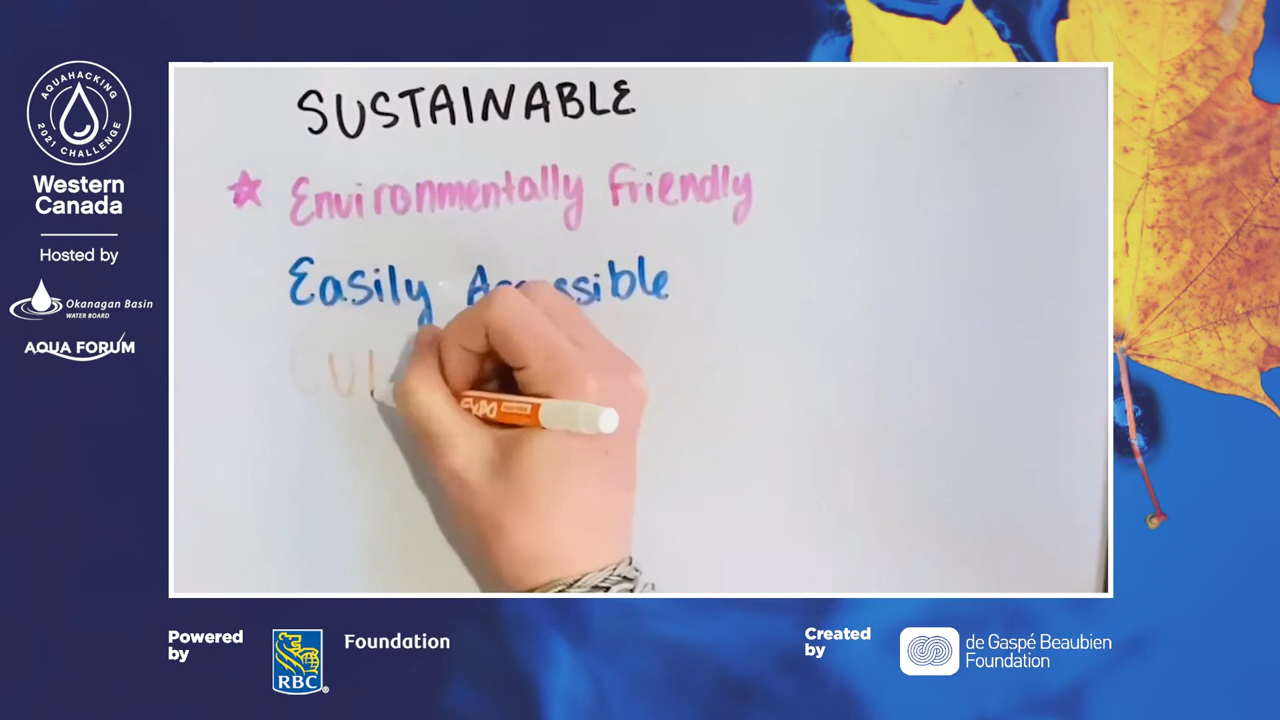 AQUAHACKING
2021 CHALLENGE
Western
Canada
Hosted by
Okanagan Basin
WATER BOARD
AQUA FORUM
SUSTAINABLE
Environmentally friendly
Easily
EXPO
Powered
by
RBC
Foundation
Created
by
de Gaspé Beaubien
Foundation